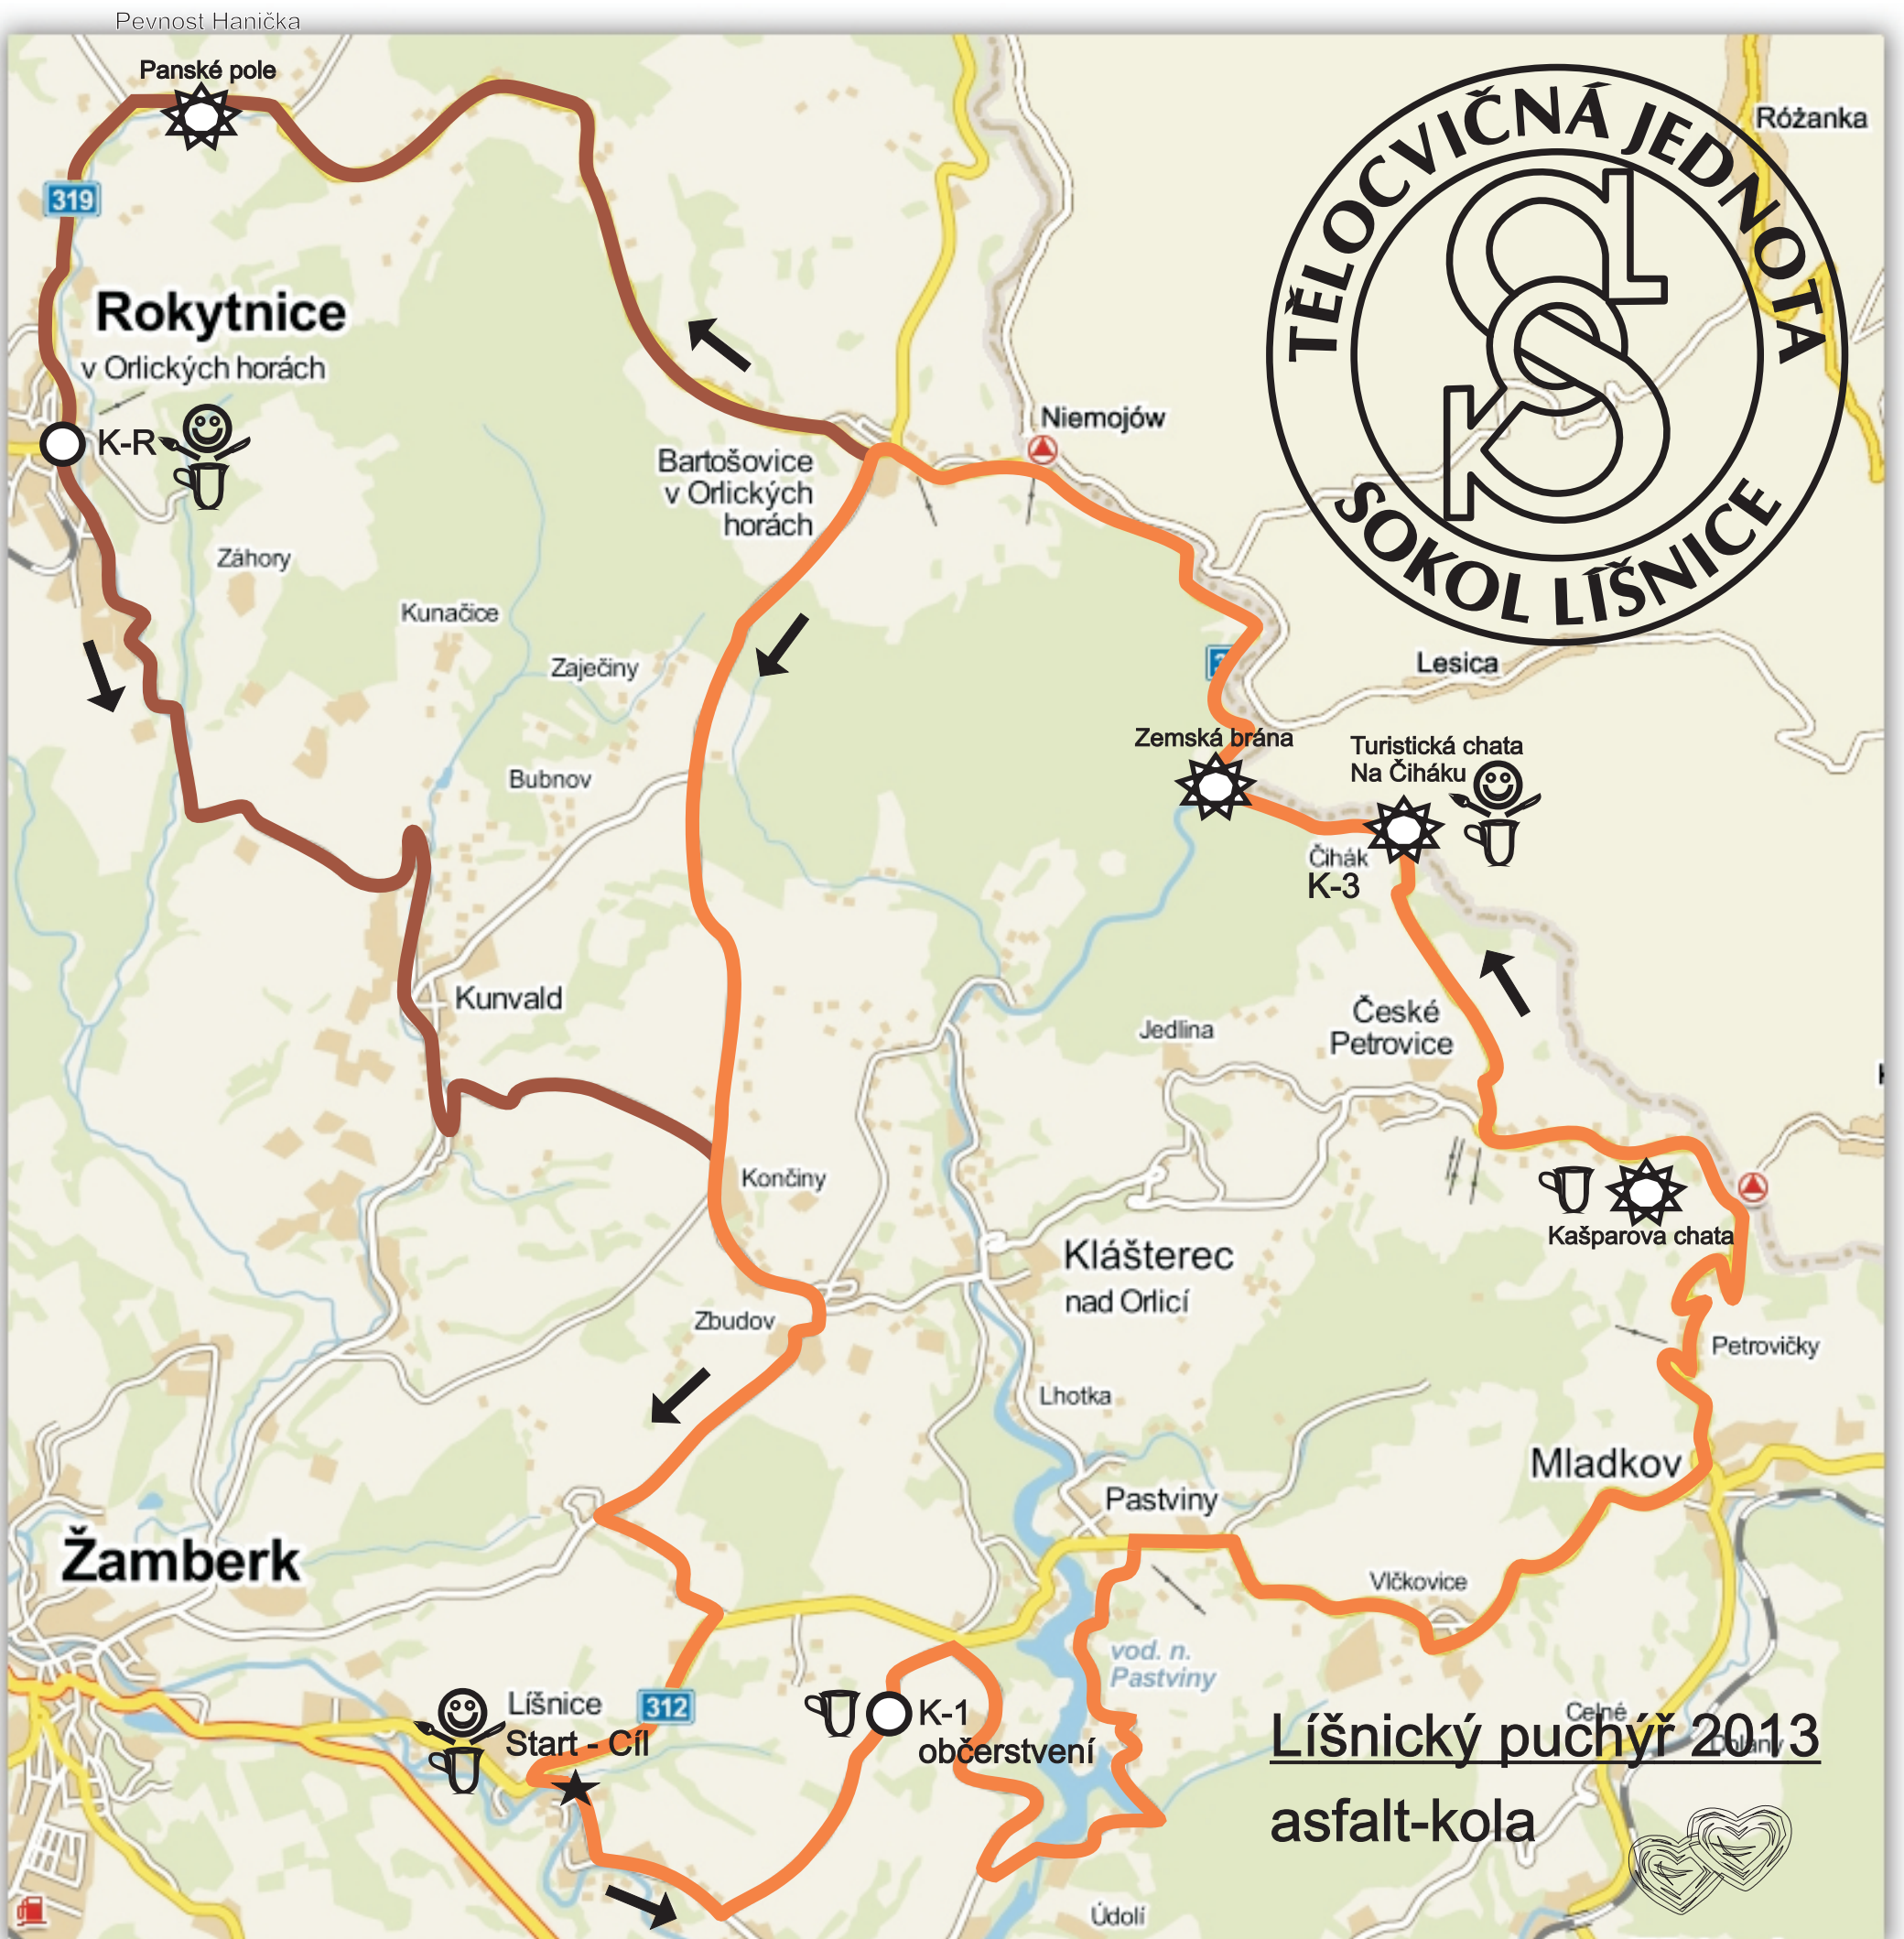 Pevnost Hanička
Panské pole
319
Rokytnice
v Orlických horách
K-R
Záhory
Kunačice
Zaječiny
Bubnov
Kunvald
Bartošovice
v Orlických
horách
Niemojów
Różanka
TĚLOCVIČNÁ JEDNOTA
SOKOL LÍŠNICE
Lesica
Zemská brána
Turistická chata
Na Čiháku
Čihák
K-3
České
Petrovice
Jedlina
Kašparova chata
Končiny
Klášterec
nad Orlicí
Zbudov
Petrovičky
Lhotka
Mladkov
Pastviny
Žamberk
Vlčkovice
vod. n.
Pastviny
Líšnice
312
Start - Cíl
K-1
občerstvení
Celné
Líšnický puchýř 2013
asfalt-kola
Údolí